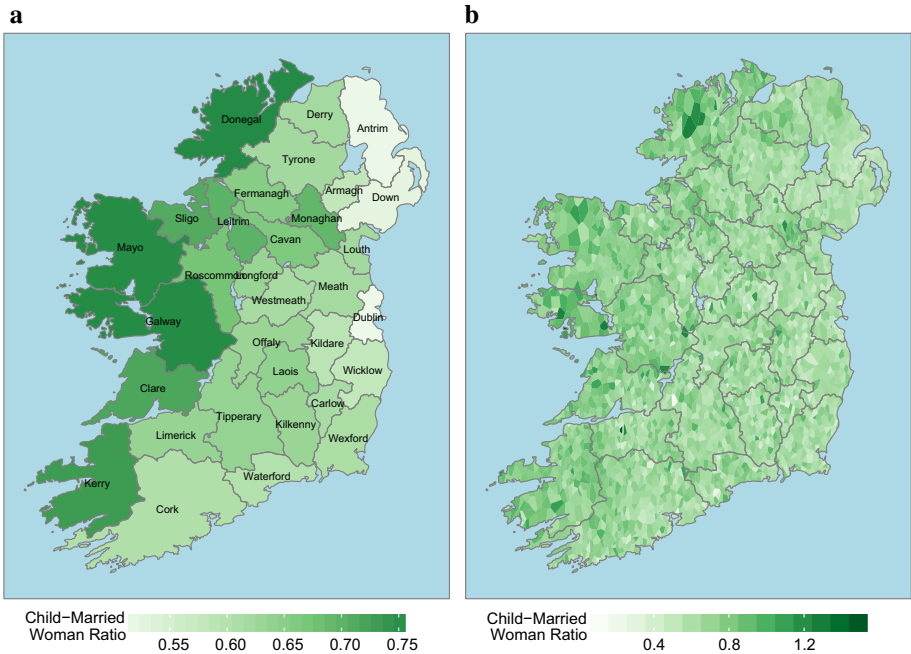 a
b
Donegal
Derry
Antrim
Tyrone
Fermanagh
Armagh
Down
Sligo
Leitrim
Monaghan
Cavan
Mayo
Louth
Roscommon
Longford
Meath
Westmeath
Galway
Dublin
Offaly
Kildare
Laois
Wicklow
Clare
Carlow
Tipperary
Kilkenny
Limerick
Wexford
Waterford
Kerry
Cork
Child-Married
Woman Ratio
0.55 0.60 0.65 0.70 0.75
Child-Married
Woman Ratio
0.4 0.8 1.2